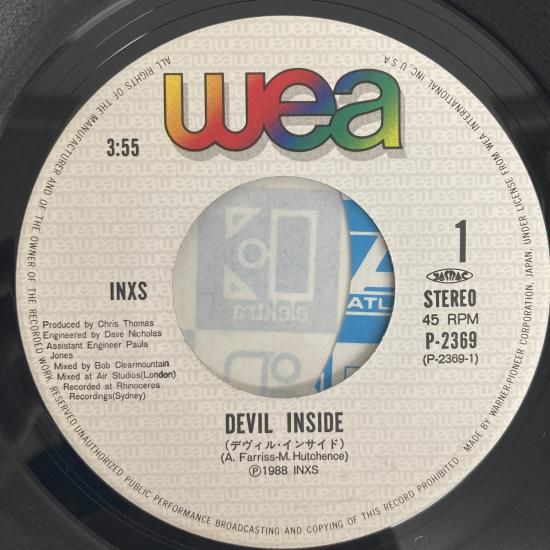 wea
3:55
1
JASRAC
INXS
STEREO
45 RPM
P-2369
(P-2369-1)
Produced by Chris Thomas
Engineered by Dave Nicholas
Assistant Engineer Paula
Jones
Mixed by Bob Clearmountain
Mixed at Air Studios(London)
Recorded at Rhinoceros
Recordings(Sydney)
DEVIL INSIDE
(デヴィル・インサイド)
(A. Farriss-M. Hutchence)
Ⓟ1988 INXS
ALL RIGHTS OF THE MANUFACTURER AND OF THE OWNER OF THE RECORDED WORK RESERVED UNAUTHORIZED PUBLIC PERFORMANCE BROADCASTING AND COPYING OF THIS RECORD PROHIBITED.
MADE BY WARNER-PIONEER CORPORATION, JAPAN, UNDER LICENSE FROM WEA INTERNATIONAL INC., U.S.A.
elektra
ATL